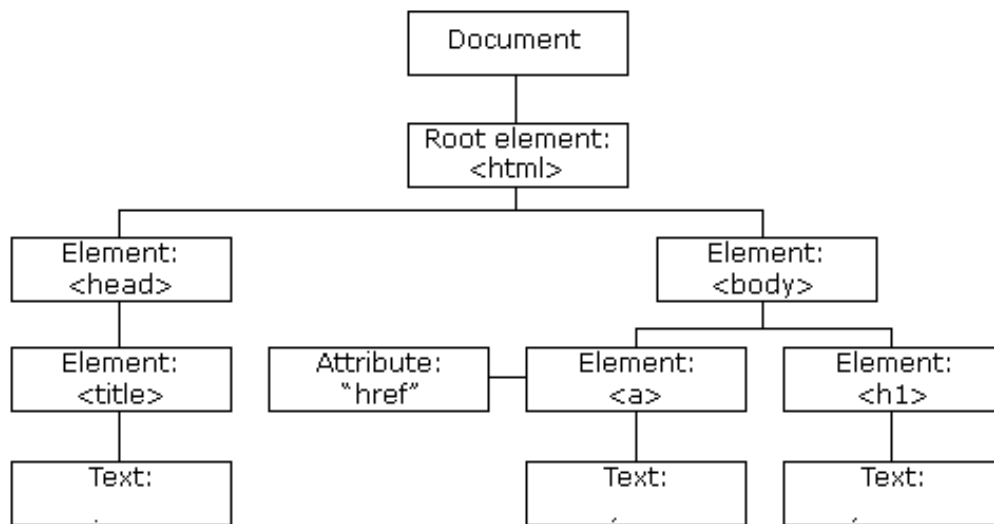 Document
Root element:
<html>
Element:
<head>
Element:
<body>
Element:
<title>
Attribute:
“href”
Element:
<a>
Element:
<h1>
Text:
Text:
Text: